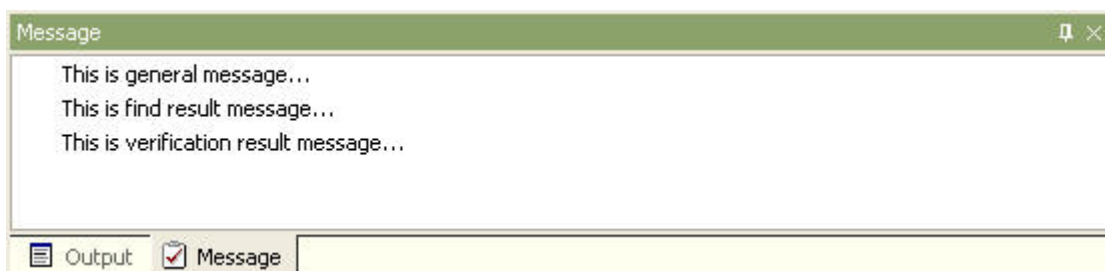 Message
This is general message...
This is find result message...
This is verification result message...
Output Message